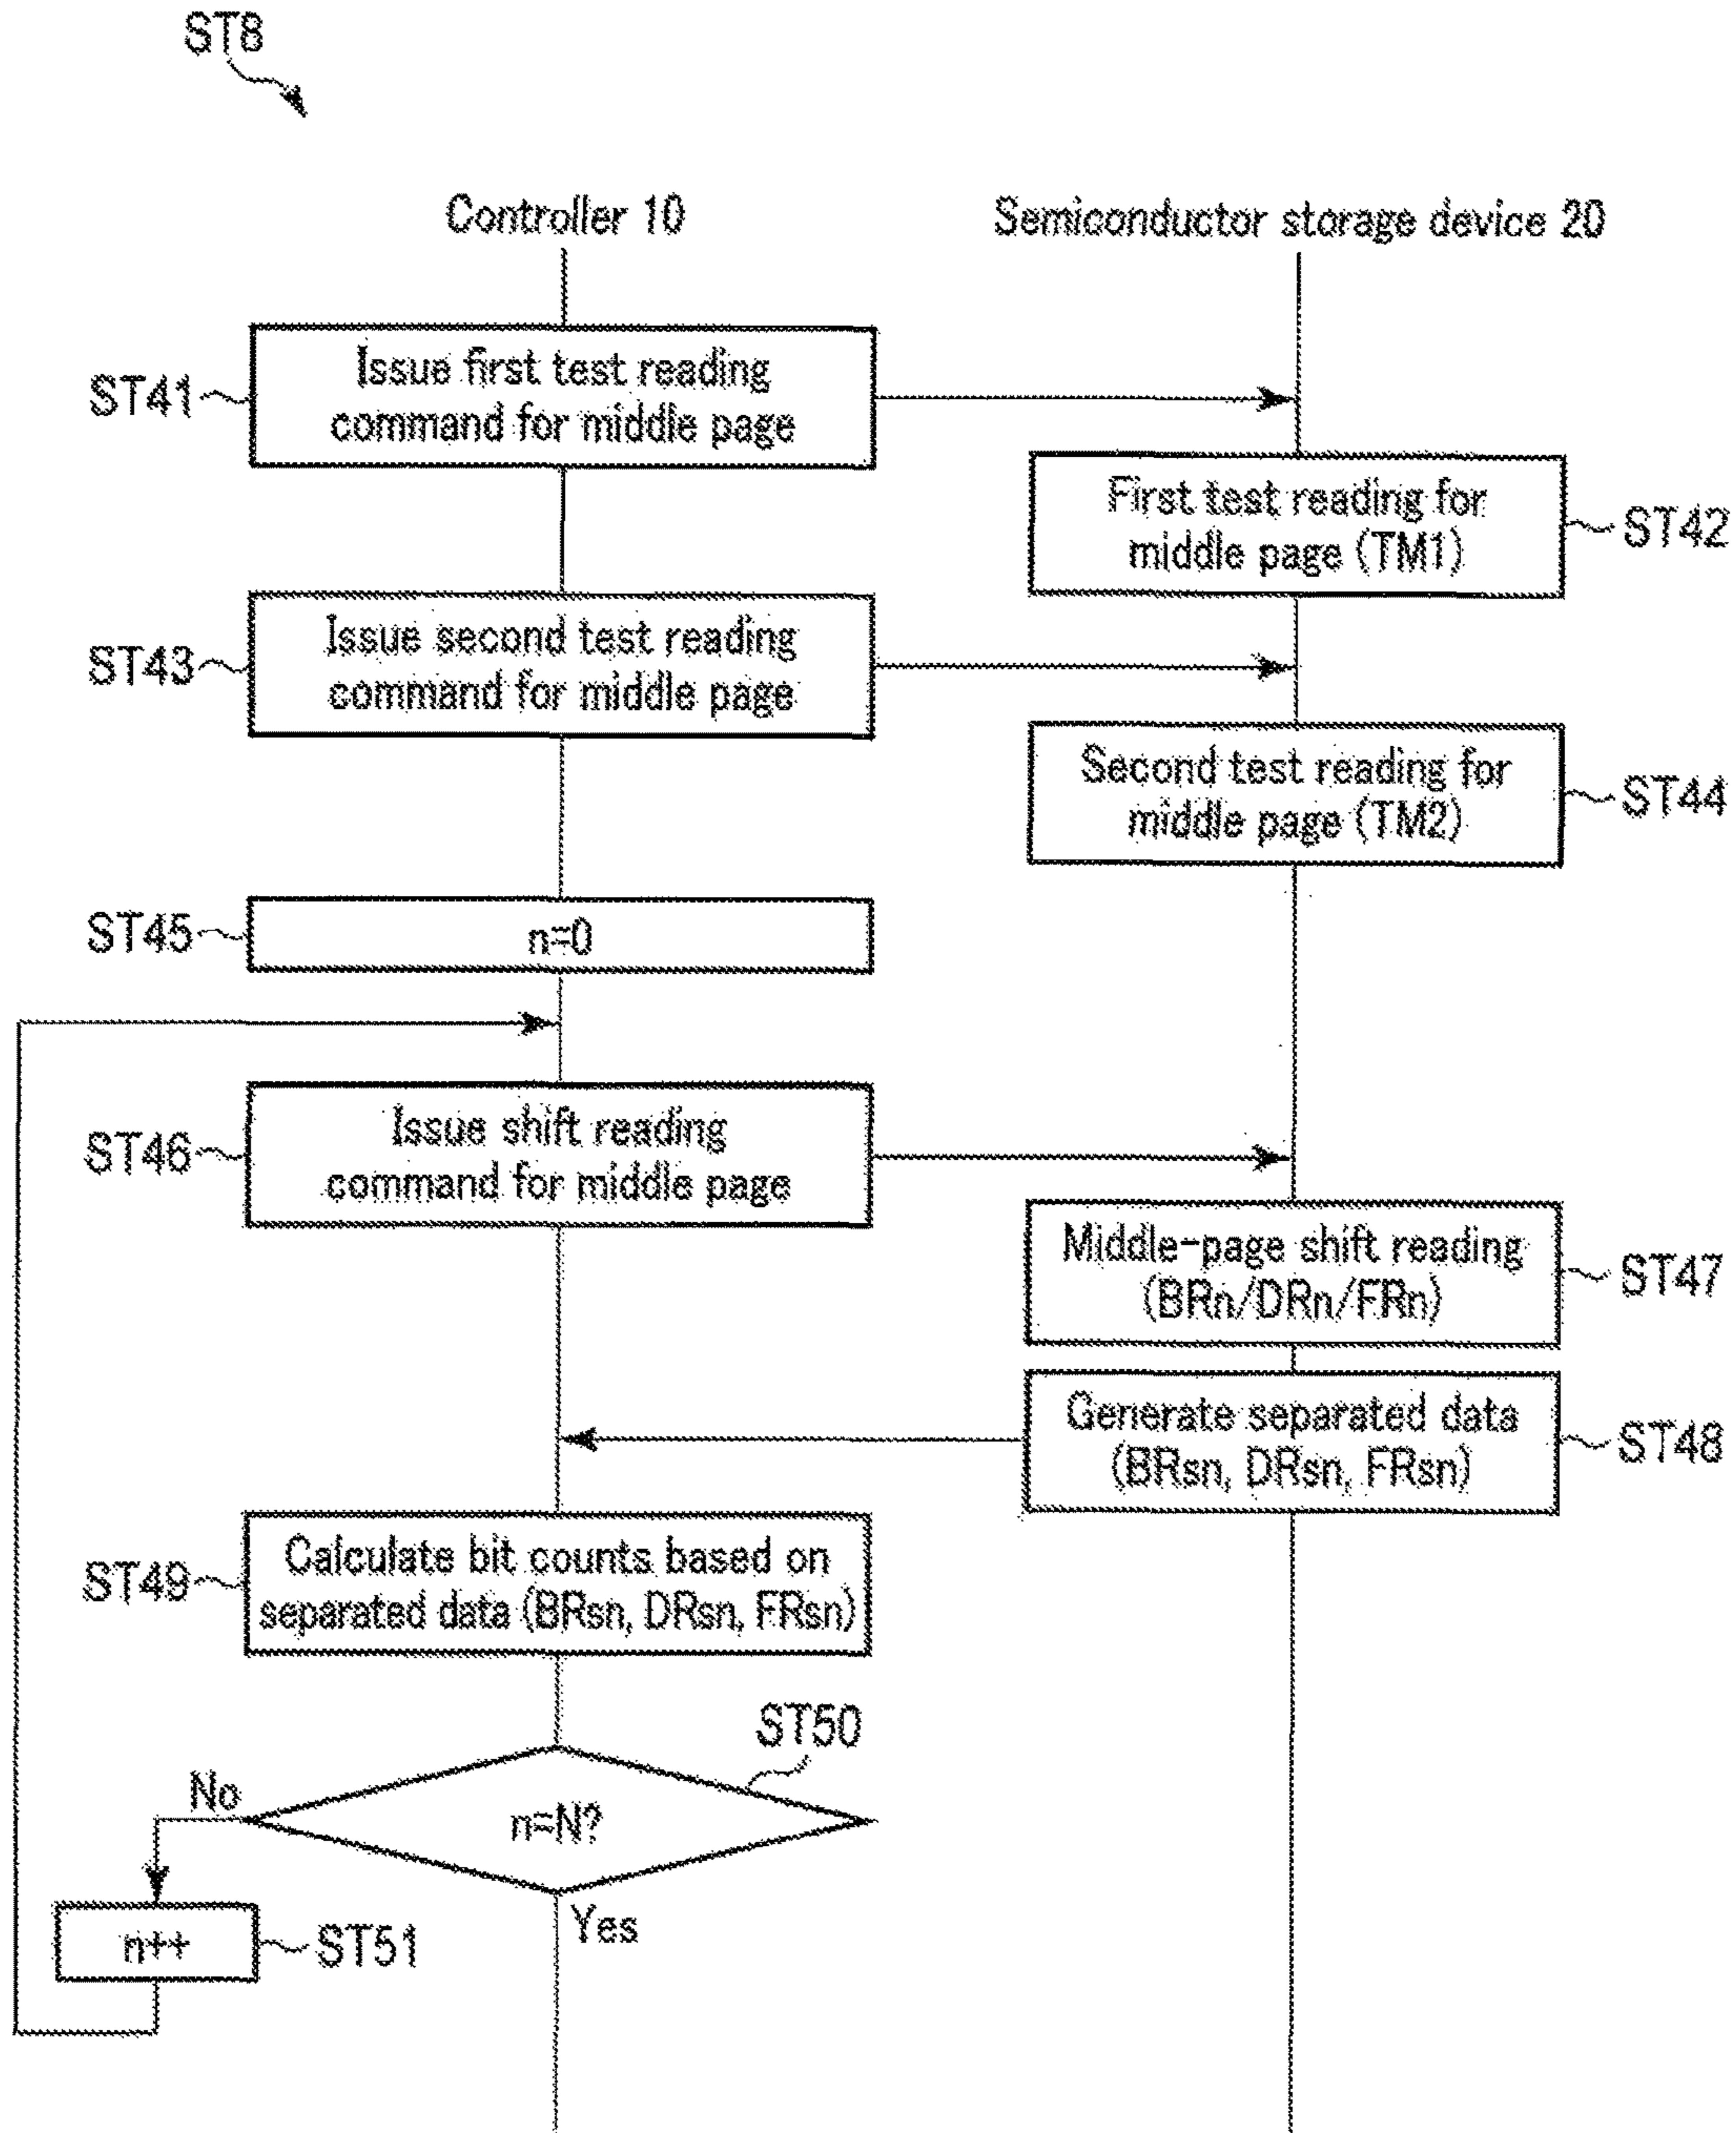 ST8
Controller 10
Semiconductor storage device 20
ST41
Issue first test reading
command for middle page
First test reading for
middle page (TM1)
ST42
ST43
Issue second test reading
command for middle page
Second test reading for
middle page (TM2)
ST44
ST45
n=0
ST46
Issue shift reading
command for middle page
Middle-page shift reading
(BRn/DRn/FRn)
ST47
Generate separated data
(BRsn, DRsn, FRsn)
ST48
ST49
Calculate bit counts based on
separated data (BRsn, DRsn, FRsn)
ST50
No
n=N?
Yes
n++
ST51